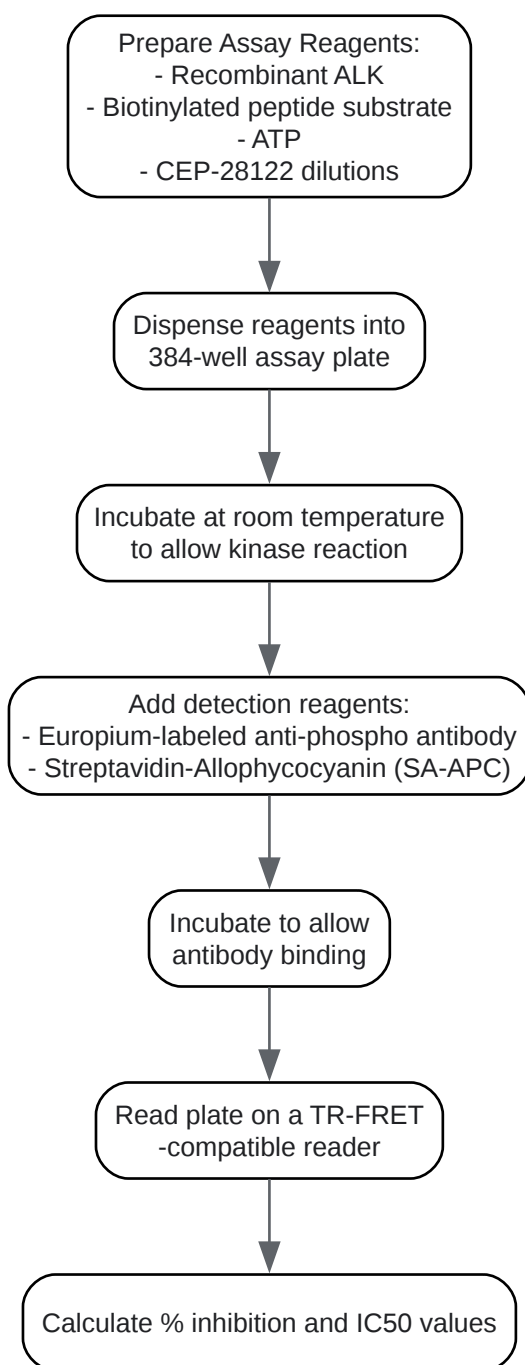 Prepare Assay Reagents:
- Recombinant ALK
- Biotinylated peptide substrate
- ATP
- CEP-28122 dilutions
Dispense reagents into
384-well assay plate
Incubate at room temperature
to allow kinase reaction
Add detection reagents:
- Europium-labeled anti-phospho antibody
- Streptavidin-Allophycocyanin (SA-APC)
Incubate to allow
antibody binding
Read plate on a TR-FRET
-compatible reader
Calculate % inhibition and IC50 values